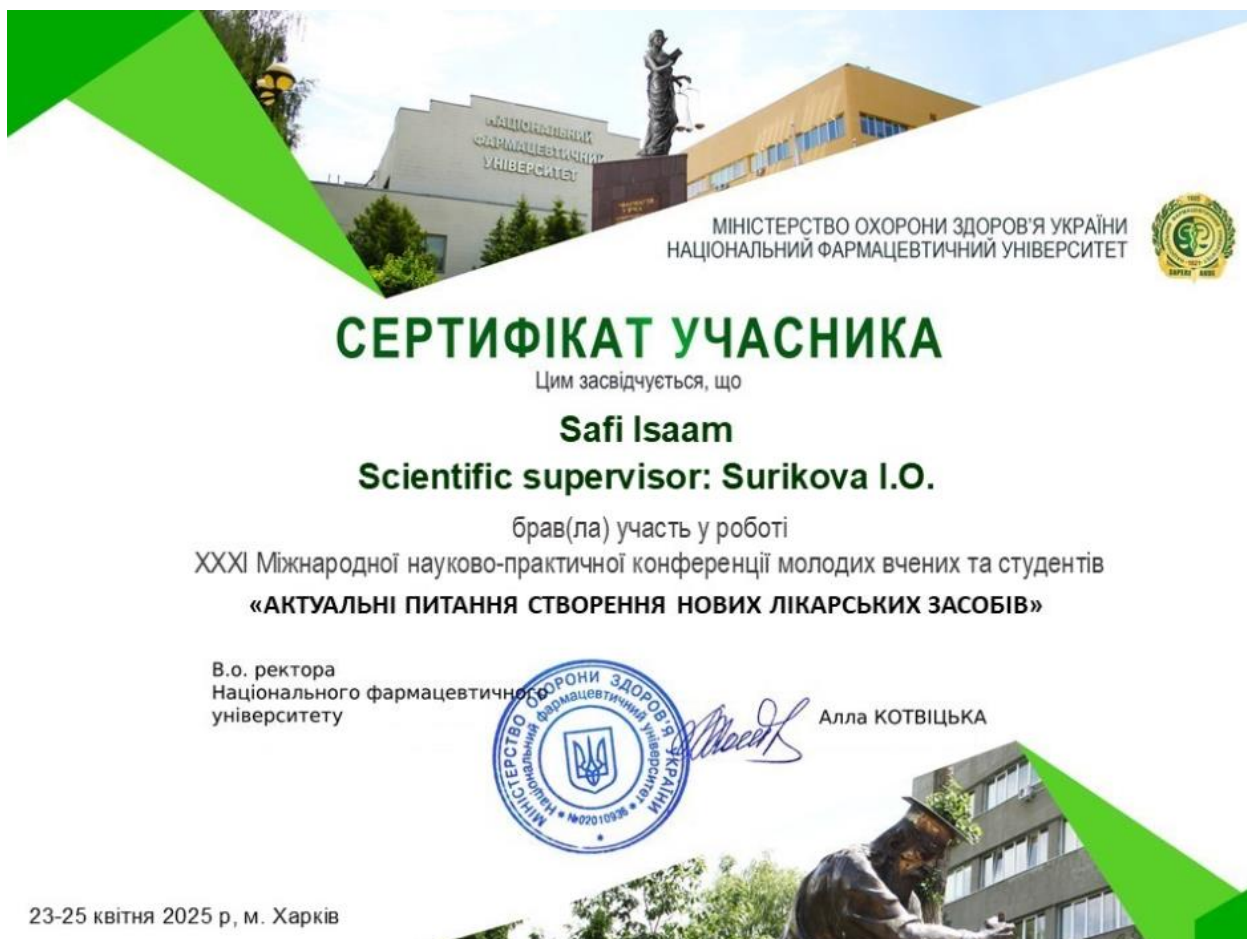 НАЦІОНАЛЬНИЙ
ФАРМАЦЕВТИЧНИЙ
УНІВЕРСИТЕТ
МІНІСТЕРСТВО ОХОРОНИ ЗДОРОВ'Я УКРАЇНИ
НАЦІОНАЛЬНИЙ ФАРМАЦЕВТИЧНИЙ УНІВЕРСИТЕТ
СЕРТИФІКАТ УЧАСНИКА
Цим засвідчується, що
Safi Isaam
Scientific supervisor: Surikova I.O.
брав(ла) участь у роботі
XXXI Міжнародної науково-практичної конференції молодих вчених та студентів
«АКТУАЛЬНІ ПИТАННЯ СТВОРЕННЯ НОВИХ ЛІКАРСЬКИХ ЗАСОБІВ»
В.о. ректора
Національного фармацевтичного
університету
МІНІСТЕРСТВО ОХОРОНИ ЗДОРОВ'Я УКРАЇНИ
Національний фармацевтичний університет
№02010936
Алла КОТВІЦЬКА
23-25 квітня 2025 р, м. Харків